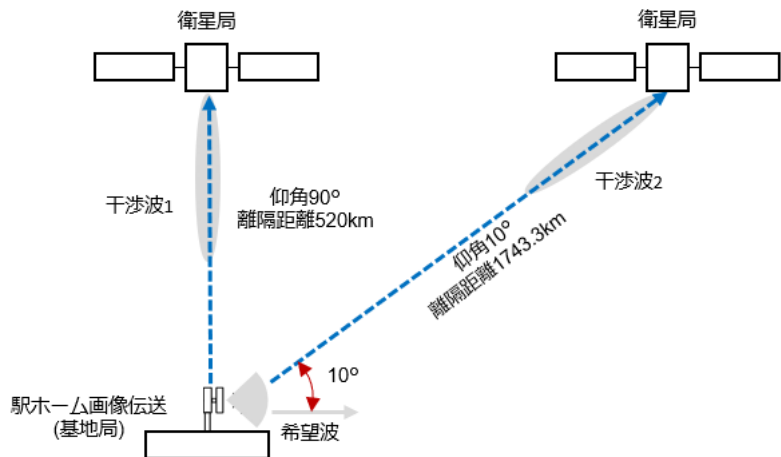 衛星局
衛星局
干渉波1
仰角90°
離隔距離520km
干渉波2
仰角10°
離隔距離1743.3km
10°
駅ホーム画像伝送
(基地局)
希望波